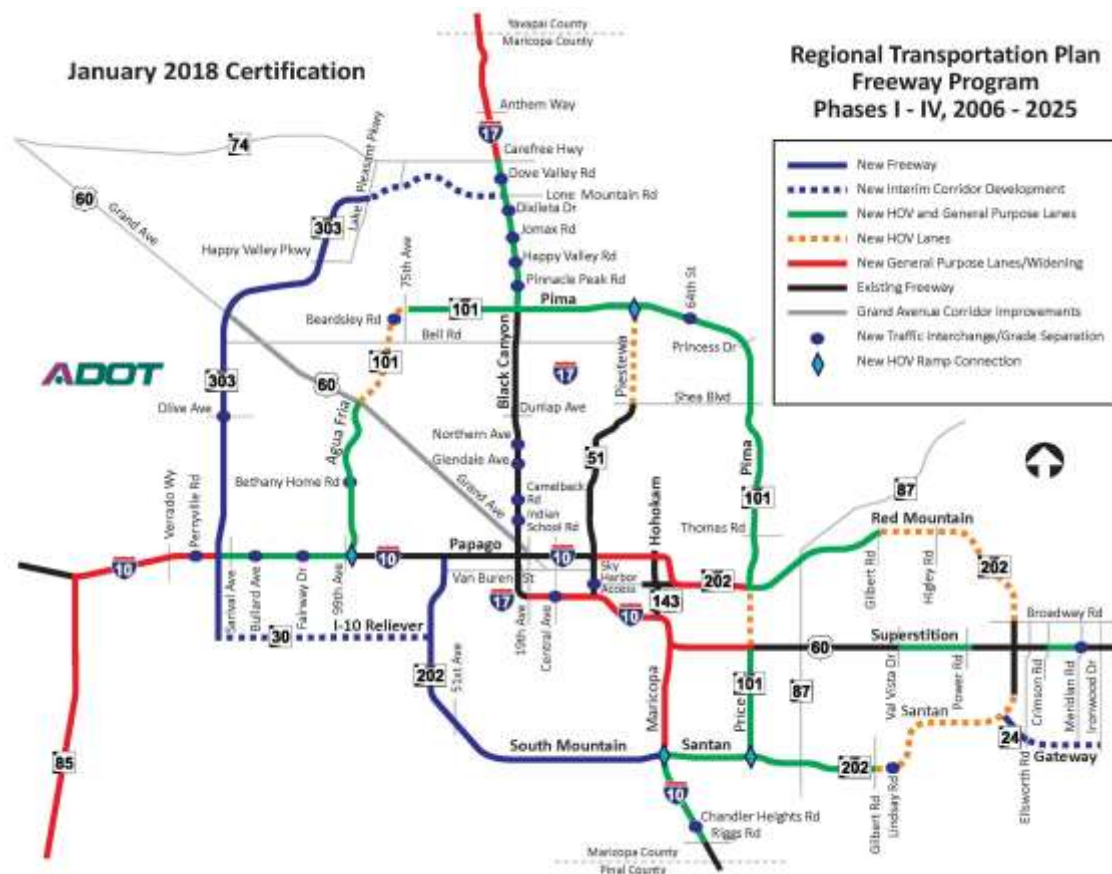 January 2018 Certification
Regional Transportation Plan
Freeway Program
Phases I - IV, 2006 - 2025
New Freeway
New Interim Corridor Development
New HOV and General Purpose Lanes
New HOV Lanes
New General Purpose Lanes/Widening
Existing Freeway
Grand Avenue Corridor Improvements
New Traffic Interchange/Grade Separation
New HOV Ramp Connection
Yavapai County
Maricopa County
Anthem Way
17
Carefree Hwy
Dove Valley Rd
Lone Mountain Rd
Dixileta Dr
Jomax Rd
Happy Valley Rd
Pinnacle Peak Rd
74
60
Grand Ave
Lake Pleasant Pkwy
303
Happy Valley Pkwy
75th Ave
101
Pima
64th St
Beardsley Rd
Bell Rd
Princess Dr
ADOT
101
60
Black Canyon
17
Piestewa
Shea Blvd
303
Olive Ave
Agua Fria
Dunlap Ave
Northern Ave
Glendale Ave
51
Pima
Bethany Home Rd
Grand Ave
Camelback
Rd
Indian
School Rd
Hohokam
101
87
Verrado Wy
Perryville Rd
Thomas Rd
Red Mountain
10
10
Papago
10
Van Buren St
Sky
Harbor
Access
143
202
Gilbert Rd
Higley Rd
202
Sarival Ave
Bullard Ave
Fairway Dr
99th Ave
17
19th Ave
Central Ave
10
Broadway Rd
30
I-10 Reliever
Superstition
60
202
51st Ave
Maricopa
101
Price
87
Val Vista Dr
Power Rd
Crimson Rd
Meridian Rd
Ironwood Dr
Santan
85
South Mountain
Santan
24
Gateway
Ellsworth Rd
202
Gilbert Rd
Lindsay Rd
10
Chandler Heights Rd
Riggs Rd
Maricopa County
Pinal County